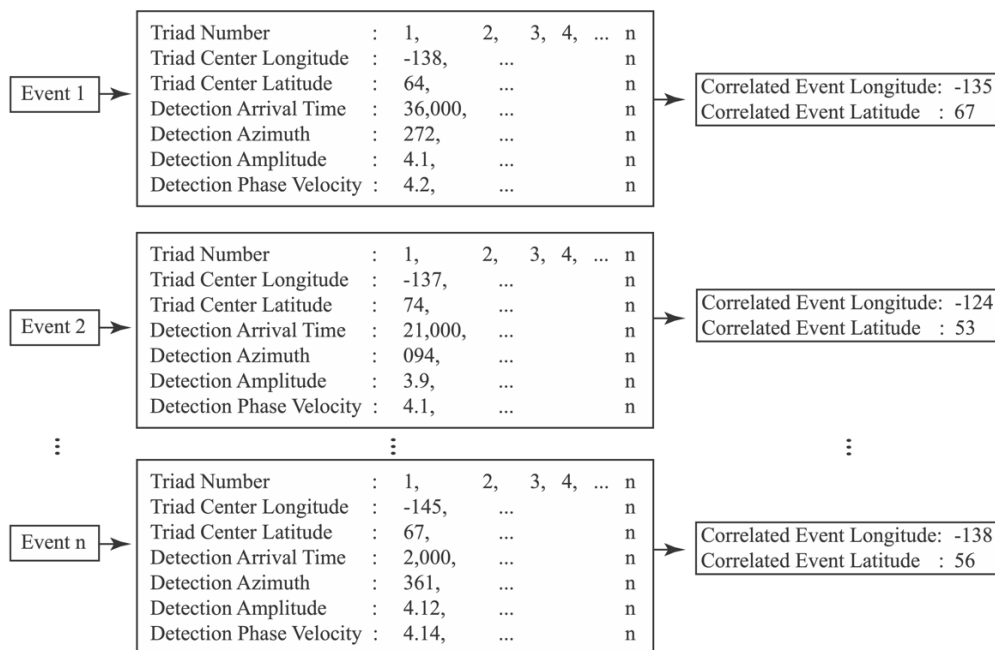 Triad Number : 1, 2, 3, 4, ... n
Triad Center Longitude : -138, ... n
Triad Center Latitude : 64, ... n
Detection Arrival Time : 36,000, ... n
Detection Azimuth : 272, ... n
Detection Amplitude : 4.1, ... n
Detection Phase Velocity : 4.2, ... n
Event 1
Correlated Event Longitude: -135
Correlated Event Latitude : 67
Triad Number : 1, 2, 3, 4, ... n
Triad Center Longitude : -137, ... n
Triad Center Latitude : 74, ... n
Detection Arrival Time : 21,000, ... n
Detection Azimuth : 094, ... n
Detection Amplitude : 3.9, ... n
Detection Phase Velocity : 4.1, ... n
Event 2
Correlated Event Longitude: -124
Correlated Event Latitude : 53
Triad Number : 1, 2, 3, 4, ... n
Triad Center Longitude : -145, ... n
Triad Center Latitude : 67, ... n
Detection Arrival Time : 2,000, ... n
Detection Azimuth : 361, ... n
Detection Amplitude : 4.12, ... n
Detection Phase Velocity : 4.14, ... n
Event n
Correlated Event Longitude: -138
Correlated Event Latitude : 56